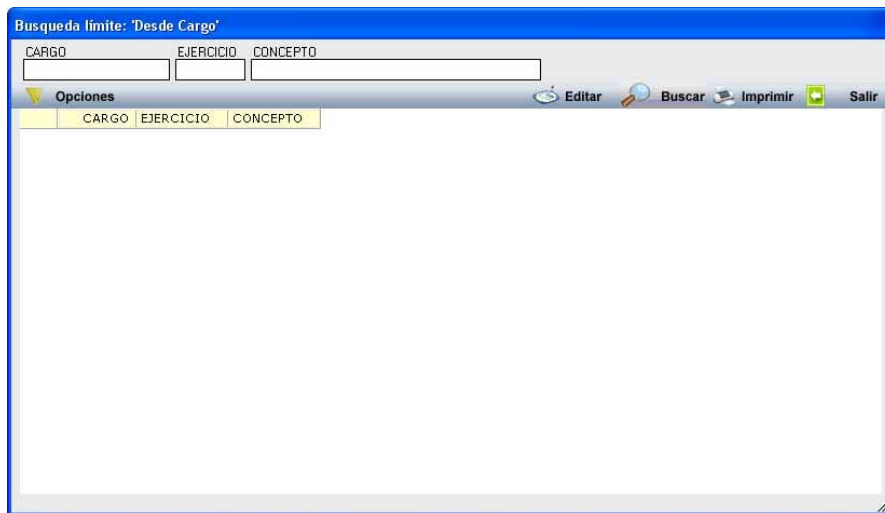 Busqueda límite: 'Desde Cargo'
CARGO EJERCICIO CONCEPTO
Opciones Editar Buscar Imprimir Salir
CARGO EJERCICIO CONCEPTO